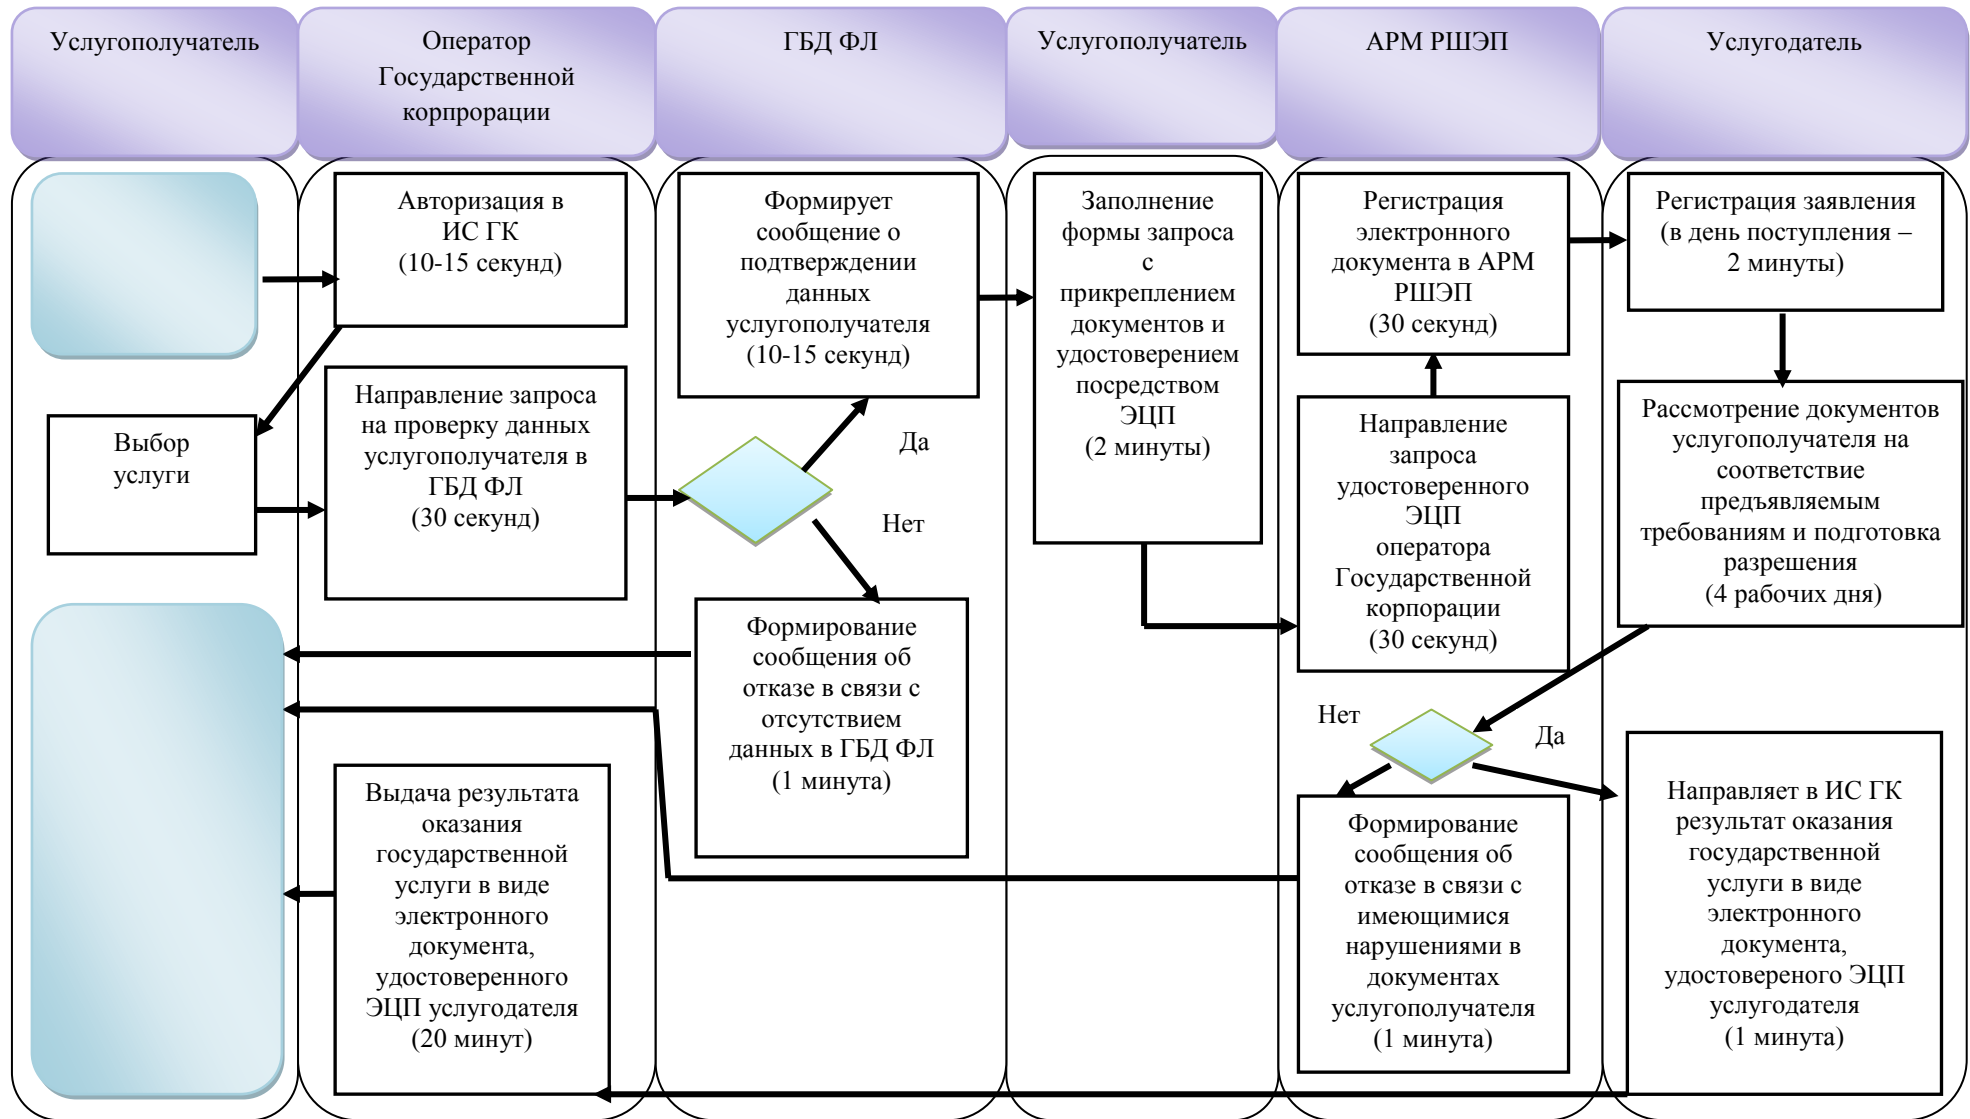 Услугополучатель
Оператор
Государственной
корпрорации
ГБД ФЛ
Услугополучатель
АРМ РШЭП
Услугодатель
Авторизация в
ИС ГК
(10-15 секунд)
Выбор
услуги
Направление запроса
на проверку данных
услугополучателя в
ГБД ФЛ
(30 секунд)
Формирует
сообщение о
подтверждении
данных
услугополучателя
(10-15 секунд)
Да
Нет
Формирование
сообщения об
отказе в связи с
отсутствием
данных в ГБД ФЛ
(1 минута)
Заполнение
формы запроса
с
прикреплением
документов и
удостоверением
посредством
ЭЦП
(2 минуты)
Направление
запроса
удостоверенного
ЭЦП
оператора
Государственной
корпорации
(30 секунд)
Регистрация
электронного
документа в АРМ
РШЭП
(30 секунд)
Регистрация заявления
(в день поступления –
2 минуты)
Рассмотрение документов
услугополучателя на
соответствие
предъявляемым
требованиям и подготовка
разрешения
(4 рабочих дня)
Нет
Да
Формирование
сообщения об
отказе в связи с
имеющимися
нарушениями в
документах
услугополучателя
(1 минута)
Направляет в ИС ГК
результат оказания
государственной
услуги в виде
электронного
документа,
удостовереного ЭЦП
услугодателя
(1 минута)
Выдача результата
оказания
государственной
услуги в виде
электронного
документа,
удостоверенного
ЭЦП услугодателя
(20 минут)